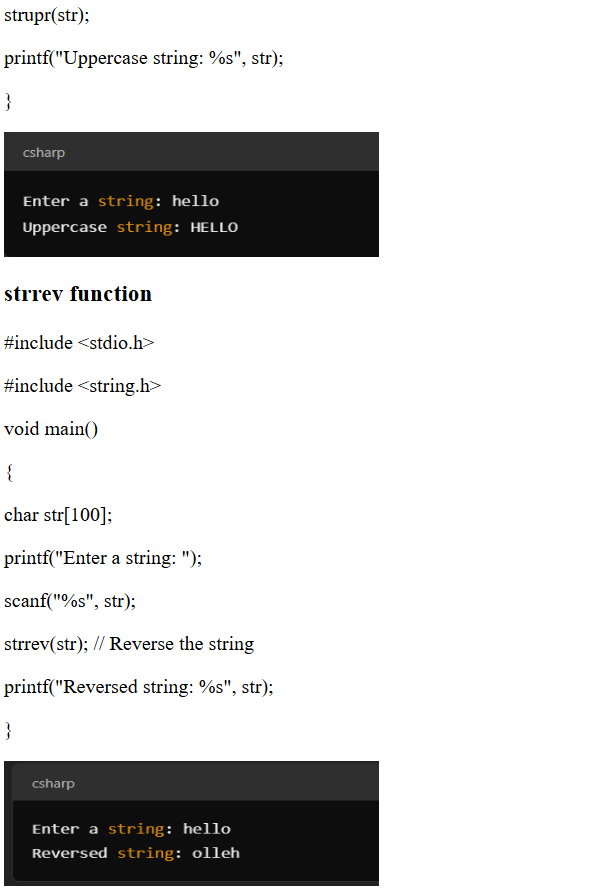 strupr(str);
printf("Uppercase string: %s", str);
}
csharp
Enter a string: hello
Uppercase string: HELLO
strrev function
#include <stdio.h>
#include <string.h>
void main()
{
char str[100];
printf("Enter a string: ");
scanf("%s", str);
strrev(str); // Reverse the string
printf("Reversed string: %s", str);
}
csharp
Enter a string: hello
Reversed string: olleh